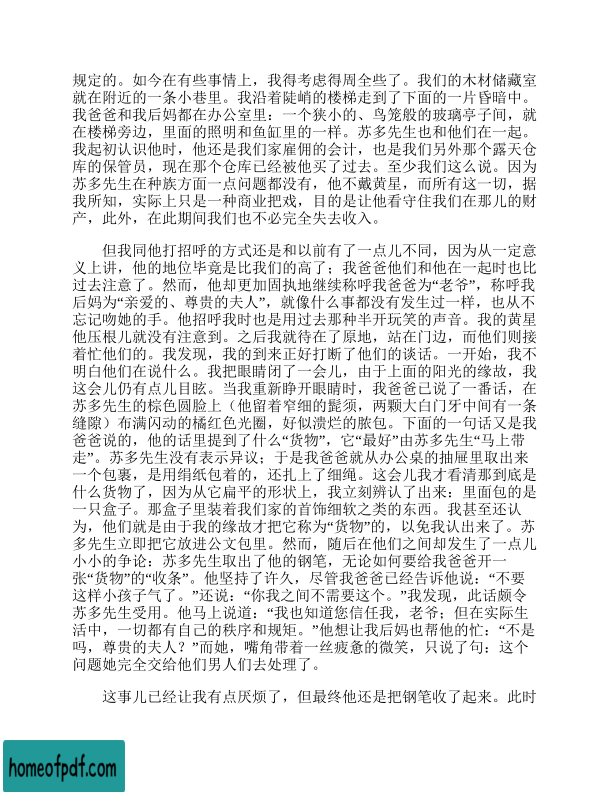 规定的。如今在有些事情上，我得考虑得周全些了。我们的木材储藏室
就在附近的一条小巷里。我沿着陡峭的楼梯走到了下面的一片昏暗中。
我爸爸和我后妈都在办公室里：一个狭小的、鸟笼般的玻璃亭子间，就
在楼梯旁边，里面的照明和鱼缸里的一样。苏多先生也和他们在一起。
我起初认识他时，他还是我们家雇佣的会计，也是我们另外那个露天仓
库的保管员，现在那个仓库已经被他买了过去。至少我们这么说。因为
苏多先生在种族方面一点问题都没有，他不戴黄星，而所有这一切，据
我所知，实际上只是一种商业把戏，目的是让他看守住我们在那儿的财
产，此外，在此期间我们也不必完全失去收入。
但我同他打招呼的方式还是和以前有了一点儿不同，因为从一定意
义上讲，他的地位毕竟是比我们的高了；我爸爸他们和他在一起时也比
过去注意了。然而，他却更加固执地继续称呼我爸爸为“老爷”，称呼我
后妈为“亲爱的、尊贵的夫人”，就像什么事都没有发生过一样，也从不
忘记吻她的手。他招呼我时也是用过去那种半开玩笑的声音。我的黄星
他压根儿就没有注意到。之后我就待在了原地，站在门边，而他们则接
着忙他们的。我发现，我的到来正好打断了他们的谈话。一开始，我不
明白他们在说什么。我把眼睛闭了一会儿，由于上面的阳光的缘故，我
这会儿仍有点儿目眩。当我重新睁开眼睛时，我爸爸已说了一番话，在
苏多先生的棕色圆脸上（他留着窄细的髭须，两颗大白门牙中间有一条
缝隙）布满闪动的橘红色光圈，好似溃烂的脓包。下面的一句话又是我
爸爸说的，他的话里提到了什么“货物”，它“最好”由苏多先生“马上带
走”。苏多先生没有表示异议；于是我爸爸就从办公桌的抽屉里取出来
一个包裹，是用绢纸包着的，还扎上了细绳。这会儿我才看清那到底是
什么货物了，因为从它扁平的形状上，我立刻辨认了出来：里面包的是
一只盒子。那盒子里装着我们家的首饰细软之类的东西。我甚至还认
为，他们就是由于我的缘故才把它称为“货物”的，以免我认出来了。苏
多先生立即把它放进公文包里。然而，随后在他们之间却发生了一点儿
小小的争论：苏多先生取出了他的钢笔，无论如何要给我爸爸开一
张“货物”的“收条”。他坚持了许久，尽管我爸爸已经告诉他说：“不要
这样小孩子气了。”还说：“你我之间不需要这个。”我发现，此话颇令
苏多先生受用。他马上说道：“我也知道您信任我，老爷；但在实际生
活中，一切都有自己的秩序和规矩。”他想让我后妈也帮他的忙：“不是
吗，尊贵的夫人？”而她，嘴角带着一丝疲惫的微笑，只说了句：这个
问题她完全交给他们男人们去处理了。
这事儿已经让我有点厌烦了，但最终他还是把钢笔收了起来。此时
homeofpdf.com